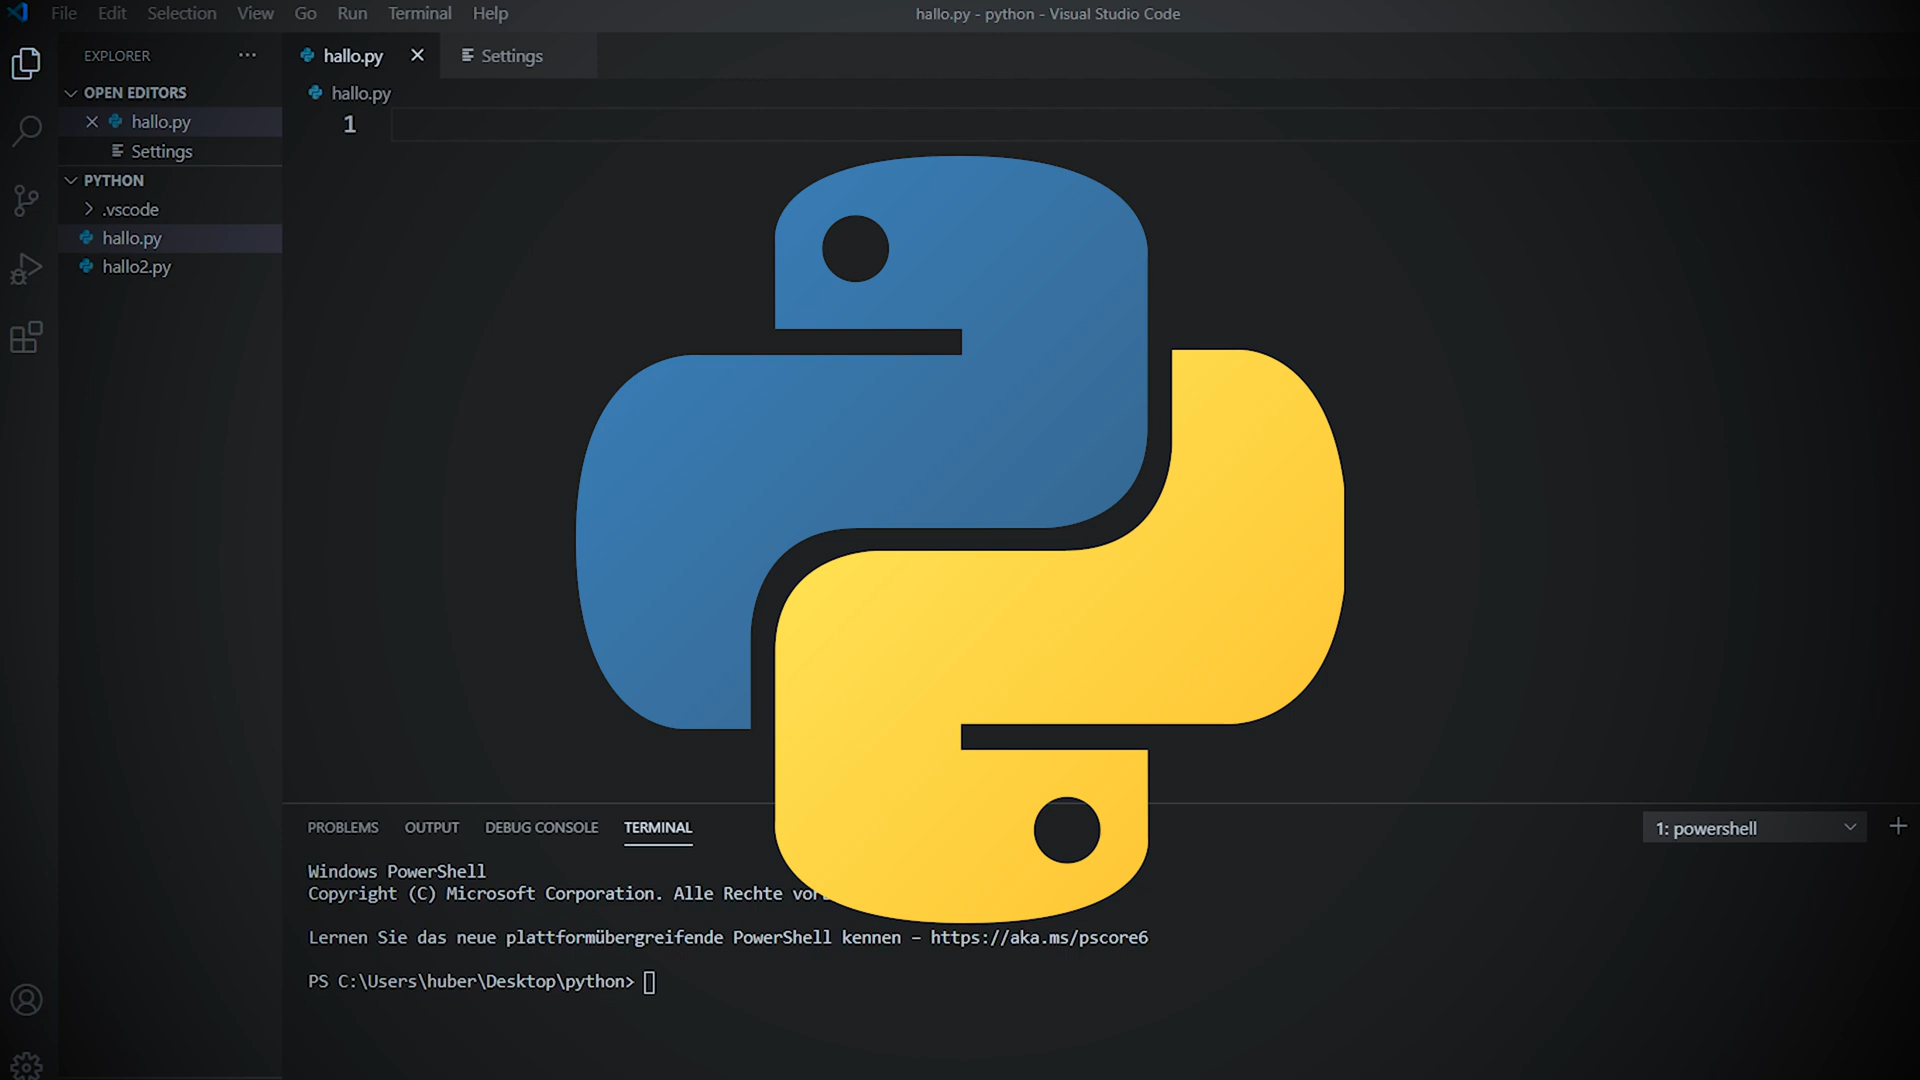 File Edit Selection View Go Run Terminal Help
hallo.py - python - Visual Studio Code
EXPLORER
OPEN EDITORS
hallo.py
Settings
PYTHON
.vscode
hallo.py
hallo2.py
hallo.py
Settings
hallo.py
1
PROBLEMS OUTPUT DEBUG CONSOLE TERMINAL
1: powershell
Windows PowerShell
Copyright (C) Microsoft Corporation. Alle Rechte
Lernen Sie das neue plattformübergreifende PowerShell kennen – https://aka.ms/pscore6
PS C:\Users\huber\Desktop\python>